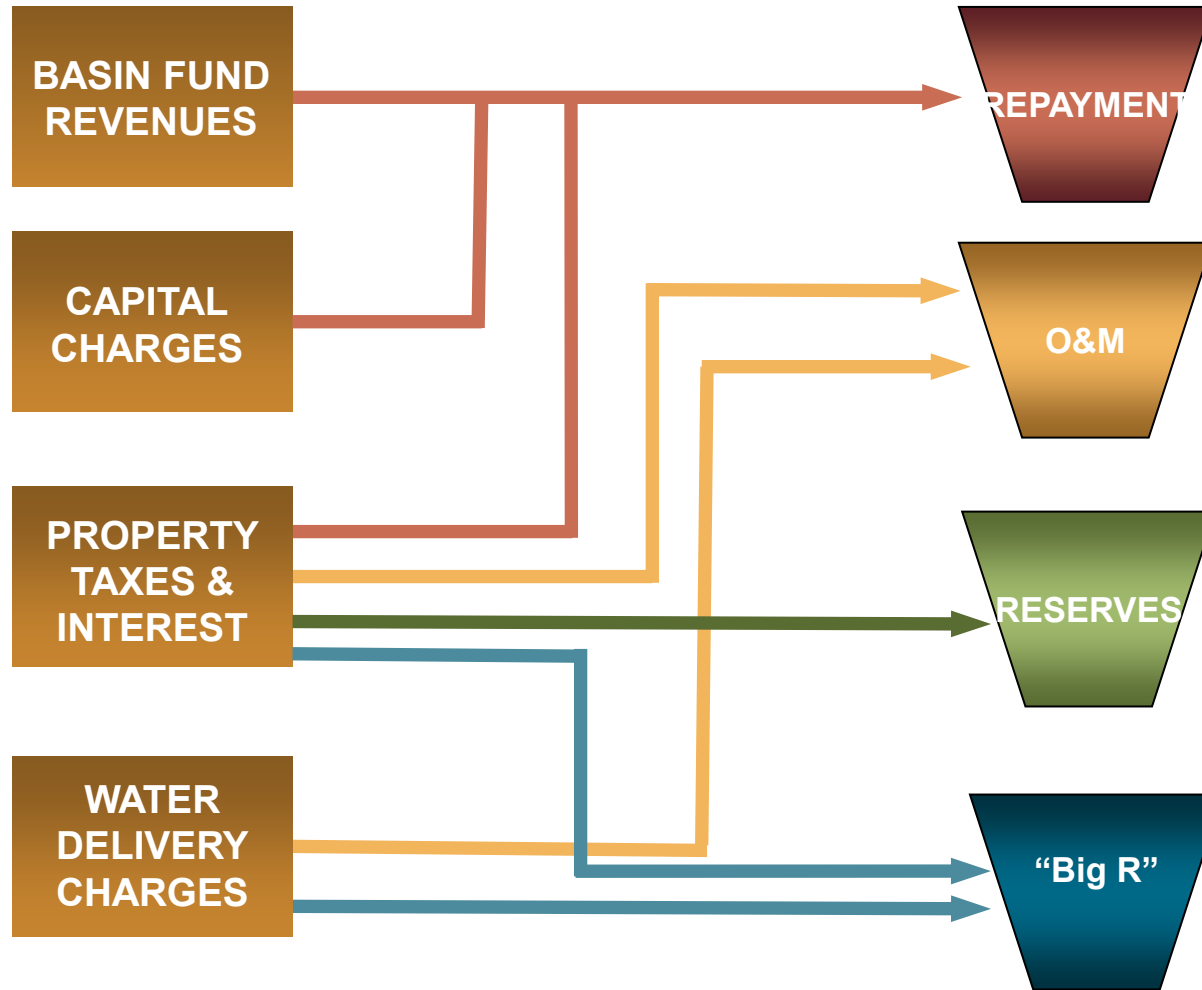 BASIN FUND
REVENUES
REPAYMENT
CAPITAL
CHARGES
O&M
PROPERTY
TAXES &
INTEREST
RESERVES
WATER
DELIVERY
CHARGES
“Big R”